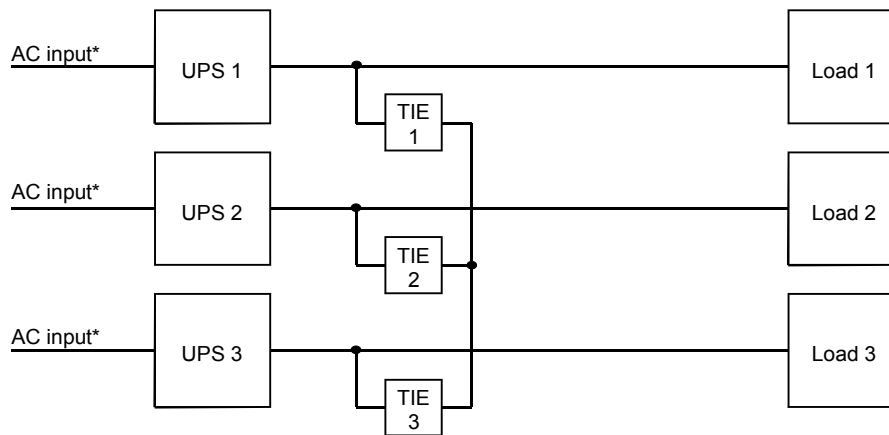 AC input*
UPS 1
Load 1
TIE
1
AC input*
UPS 2
Load 2
TIE
2
AC input*
UPS 3
Load 3
TIE
3